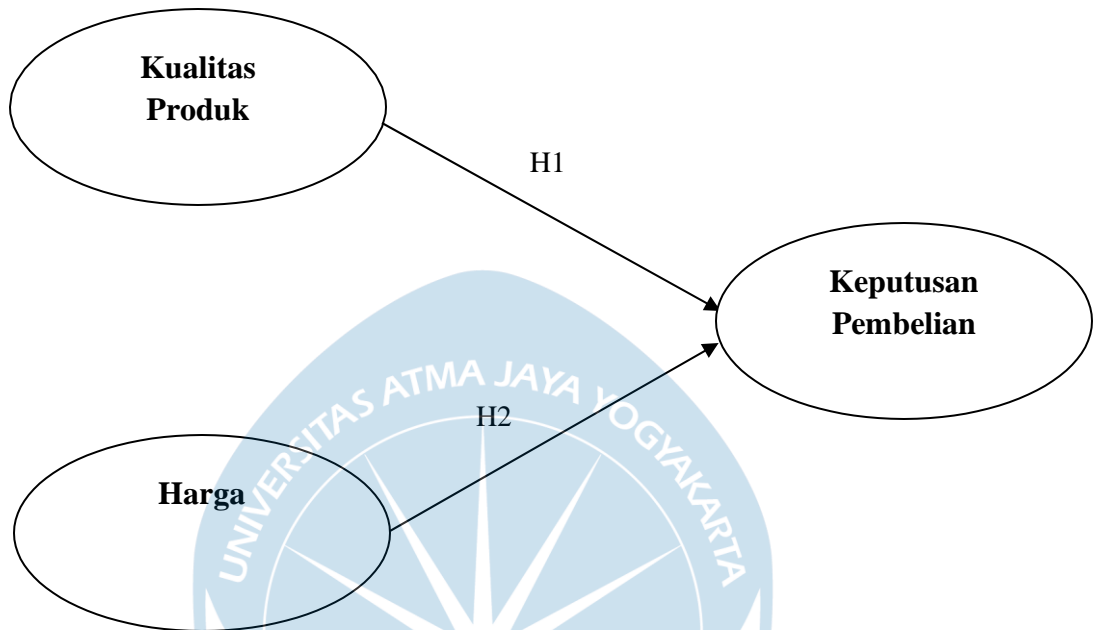 Kualitas
Produk
H1
Keputusan
Pembelian
UNIVERSITAS ATMA JAYA YOGYAKARTA
H2
Harga